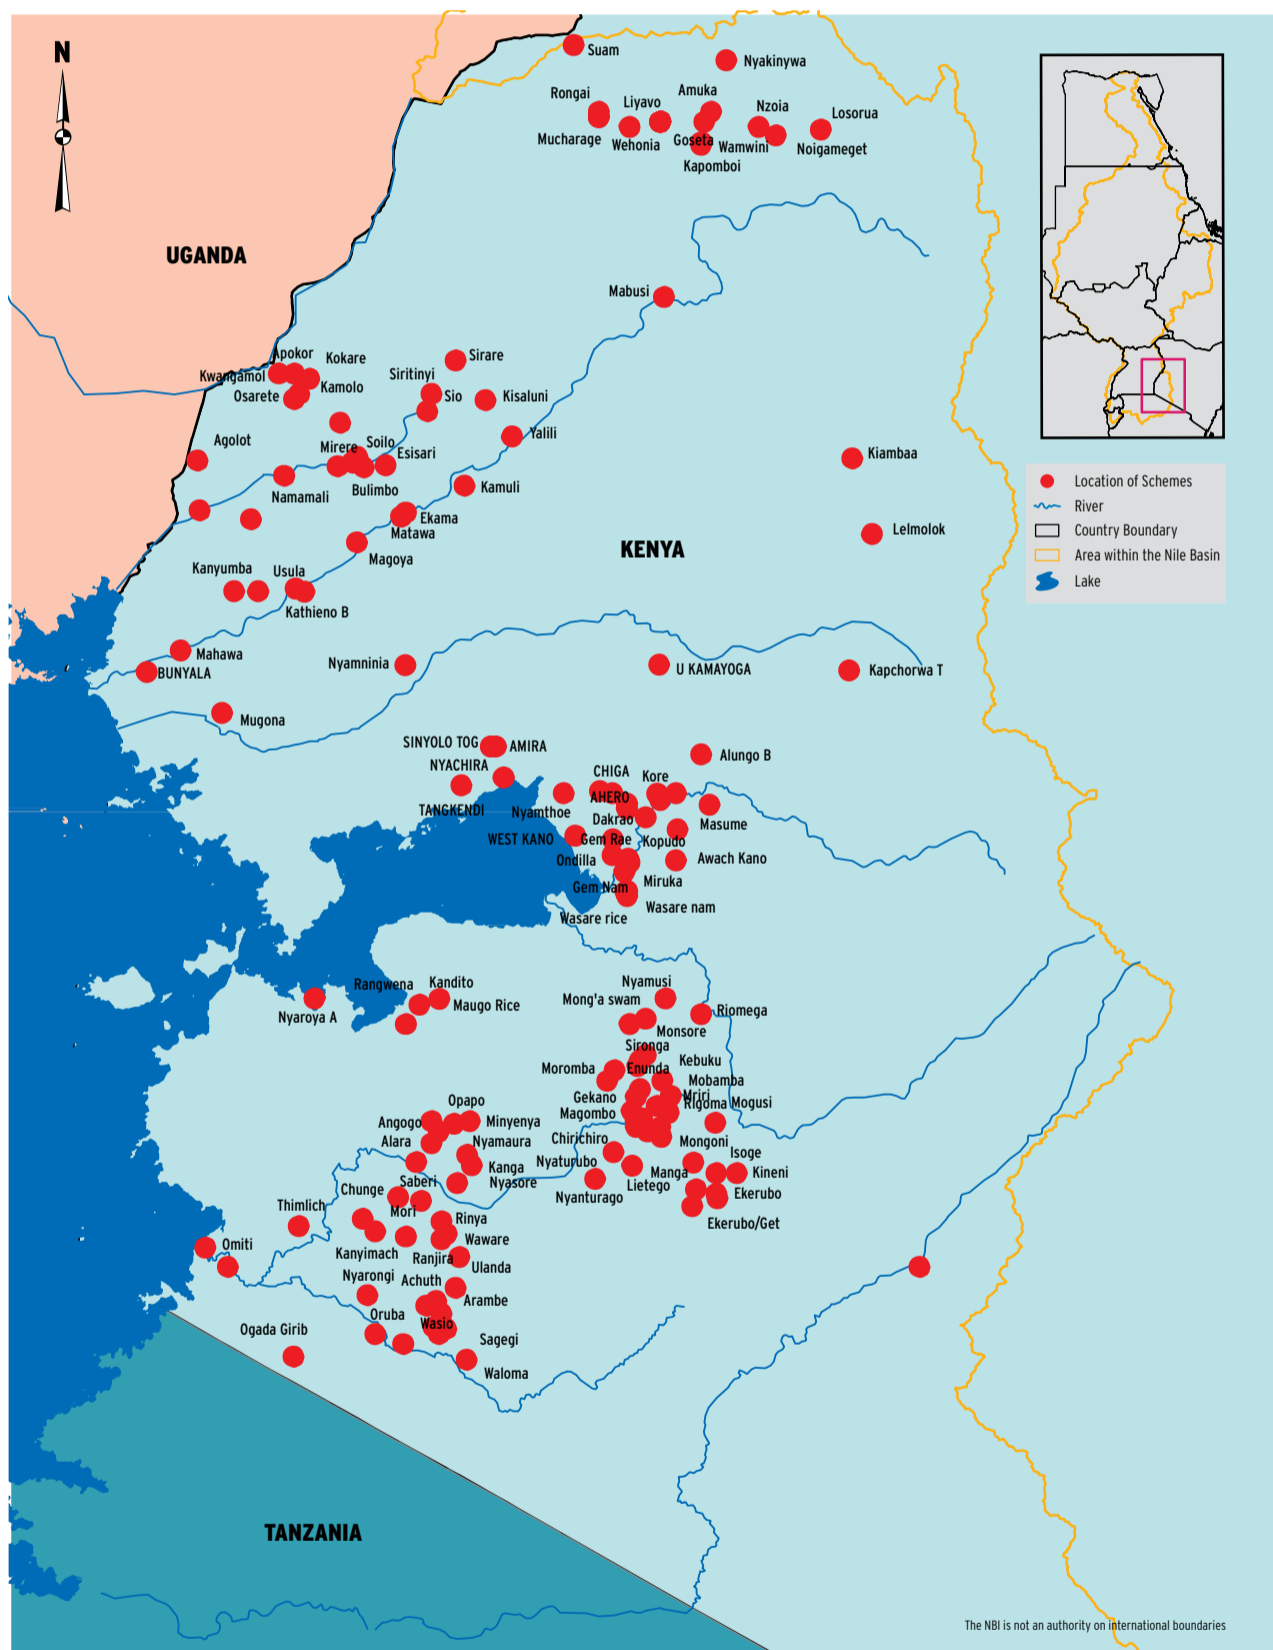 N
Suam
Nyakinywa
Rongai
Liyavo
Amuka
Nzoia
Losorua
Mucharage
Wehonia
Goseta
Wamwini
Noigameget
Kapomboi
UGANDA
Mabusi
Apokor
Kokare
Sirare
Kwangamol
Kamolo
Siritinyi
Osarete
Sio
Kisaluni
Agolot
Mirere
Soilo
Esisari
Yalili
Kiambaa
Namamali
Bulimbo
Kamuli
Ekama
Matawa
Lelmolok
KENYA
Magoya
Kanyumba
Usula
Kathieno B
Mahawa
BUNYALA
Nyamninia
U KAMAYOGA
Kapchorwa T
Mugona
SINYOLO TOG
AMIRA
Alungo B
NYACHIRA
CHIGA
Kore
TANGKENDI
Nyamthoe
AHERO
Dakrao
Masume
WEST KANO
Gem Rae
Kopudo
Ondilla
Awach Kano
Gem Nam
Miruka
Wasare rice
Wasare nam
Rangwena
Kandito
Nyamusi
Nyaroya A
Maugo Rice
Mong'a swam
Riomega
Monsore
Sironga
Moromba
Enunda
Kebuku
Mobamba
Gekano
Mriri
Opapo
Magombo
Rigoma
Mogusi
Angogo
Minyenya
Alara
Nyamaura
Chirichiro
Mongoni
Isoge
Kanga
Nyaturubo
Manga
Kineni
Saberi
Nyasore
Lietego
Chunge
Nyanturago
Ekerubo
Thimlich
Mori
Rinya
Ekerubo/Get
Omiti
Waware
Kanyimach
Ranjira
Ulanda
Nyarongi
Achuth
Arambe
Oruba
Wasio
Ogada Girib
Sagegi
Waloma
TANZANIA
Location of Schemes
River
Country Boundary
Area within the Nile Basin
Lake
The NBI is not an authority on international boundaries